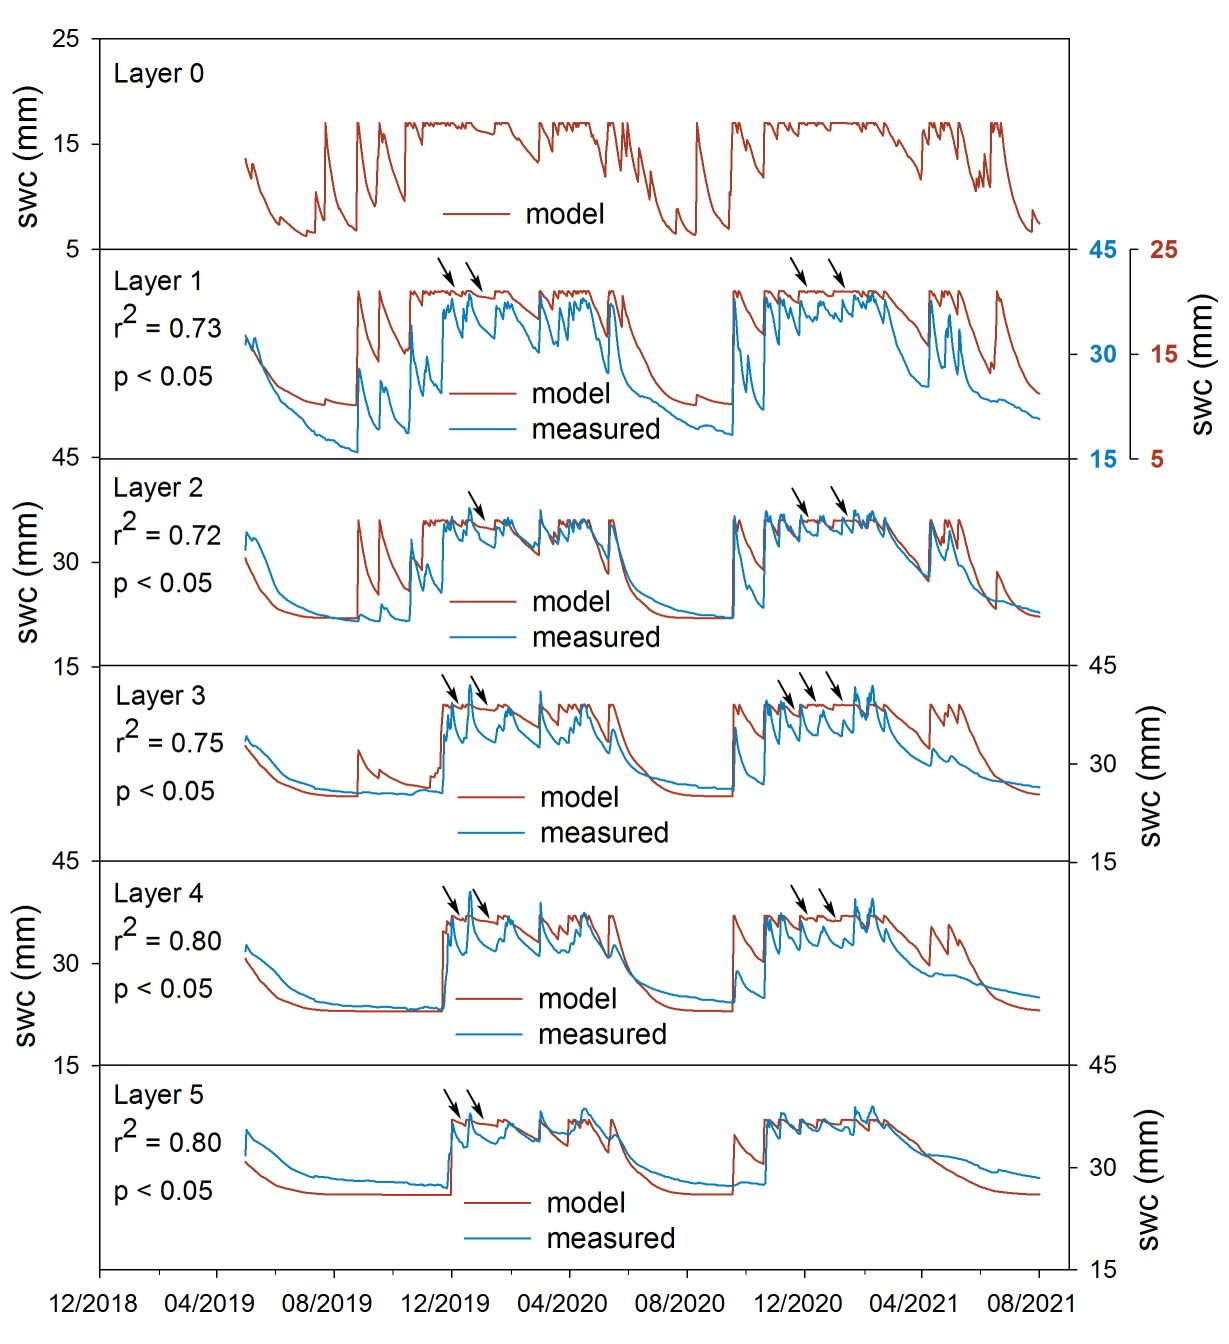 25
Layer 0
swc (mm)
15
model
5
45
25
Layer 1
r2 = 0.73
p < 0.05
30
15
swc (mm)
model
measured
15
5
45
Layer 2
r2 = 0.72
p < 0.05
swc (mm)
30
model
measured
15
45
Layer 3
r2 = 0.75
p < 0.05
30
swc (mm)
model
measured
15
45
Layer 4
r2 = 0.80
p < 0.05
swc (mm)
30
model
measured
15
45
Layer 5
r2 = 0.80
p < 0.05
30
swc (mm)
model
measured
15
12/2018 04/2019 08/2019 12/2019 04/2020 08/2020 12/2020 04/2021 08/2021